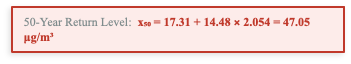 50-Year Return Level: x₅₀ = 17.31 + 14.48 × 2.054 = 47.05
μg/m³